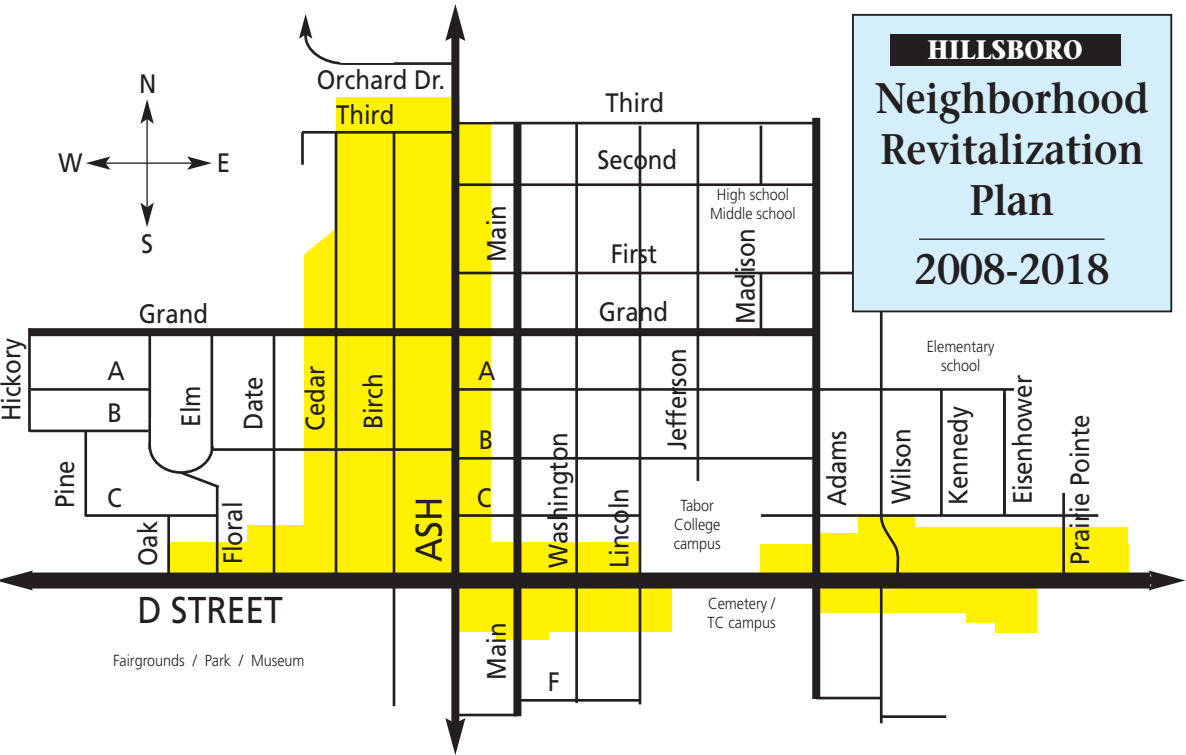 HILLSBORO
Neighborhood
Revitalization
Plan
2008-2018
N
W
E
S
Orchard Dr.
Third
Third
Second
High school
Middle school
Main
First
Madison
Grand
Grand
Hickory
A
B
Elm
Date
Cedar
Birch
A
B
Jefferson
Elementary
school
Pine
C
Oak
Floral
ASH
C
Washington
Lincoln
Tabor
College
campus
Adams
Wilson
Kennedy
Eisenhower
Prairie Pointe
D STREET
Cemetery /
TC campus
Fairgrounds / Park / Museum
Main
F